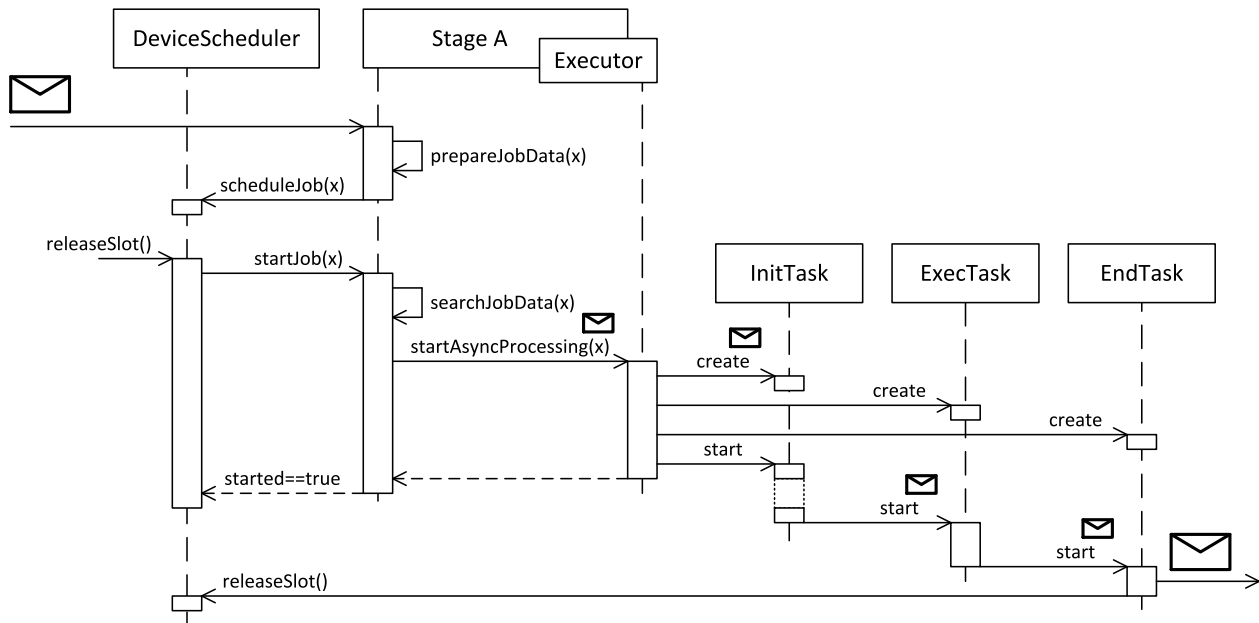 DeviceScheduler
Stage A
Executor
prepareJobData(x)
scheduleJob(x)
releaseSlot()
startJob(x)
InitTask
ExecTask
EndTask
searchJobData(x)
startAsyncProcessing(x)
create
create
create
start
started==true
start
start
releaseSlot()